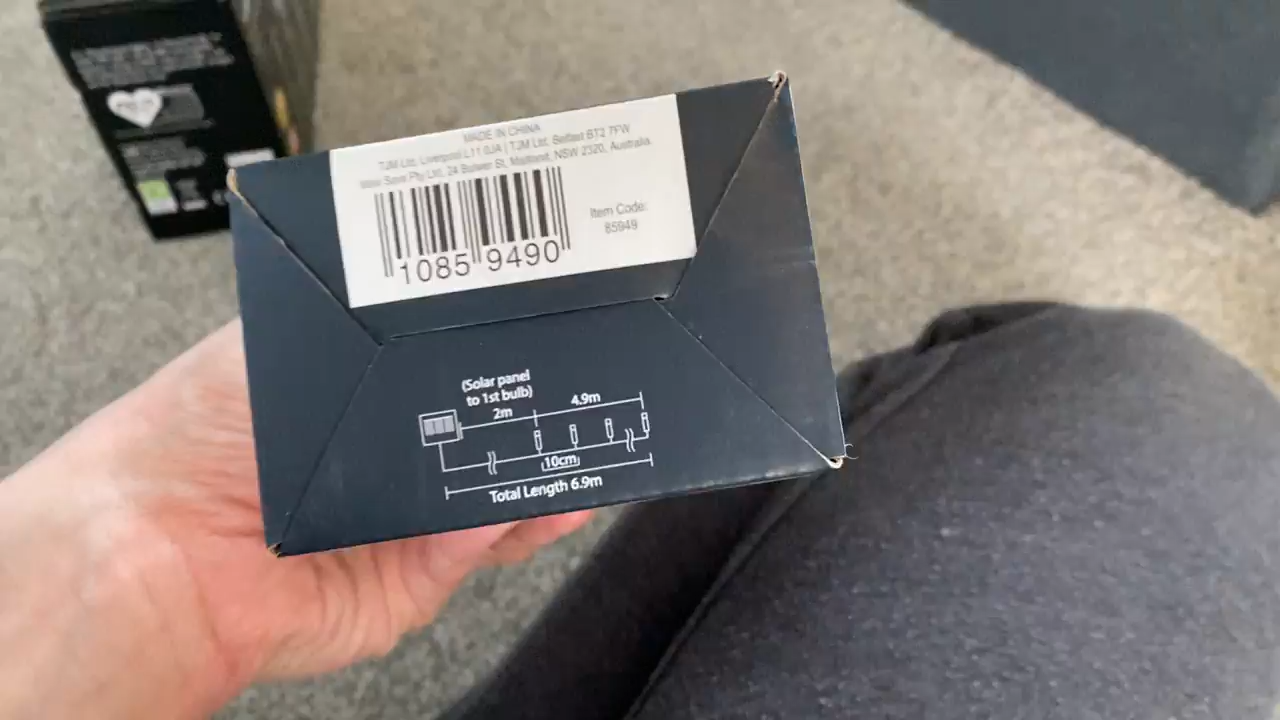 MADE IN CHINA
TJM Ltd, Liverpool L11 0JA | TJM Ltd, Belfast BT2 7FW
Save Pty Ltd, 24 Bulwer St, Maitland, NSW 2320, Australia
Item Code:
85949
1085 9490
(Solar panel
to 1st bulb)
2m
4.9m
10cm
Total Length 6.9m